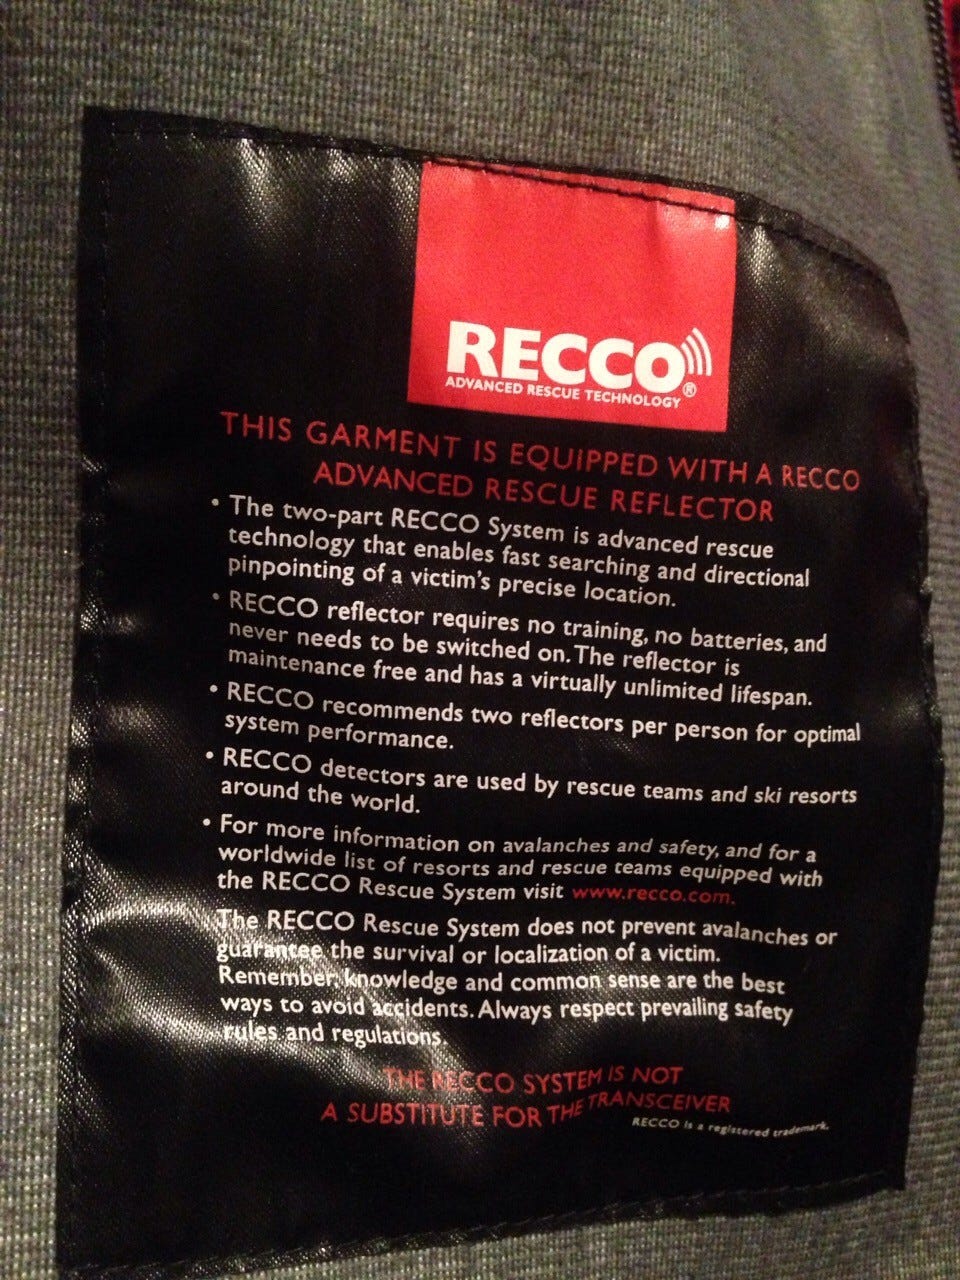 RECCO
ADVANCED RESCUE TECHNOLOGY®
THIS GARMENT IS EQUIPPED WITH A RECCO
ADVANCED RESCUE REFLECTOR
• The two-part RECCO System is advanced rescue
technology that enables fast searching and directional
pinpointing of a victim's precise location.
• RECCO reflector requires no training, no batteries, and
never needs to be switched on. The reflector is
maintenance free and has a virtually unlimited lifespan.
• RECCO recommends two reflectors per person for optimal
system performance.
• RECCO detectors are used by rescue teams and ski resorts
around the world.
• For more information on avalanches and safety, and for a
worldwide list of resorts and rescue teams equipped with
the RECCO Rescue System visit www.recco.com.
The RECCO Rescue System does not prevent avalanches or
guarantee the survival or localization of a victim.
Remember; knowledge and common sense are the best
ways to avoid accidents. Always respect prevailing safety
rules and regulations.
THE RECCO SYSTEM IS NOT
A SUBSTITUTE FOR THE TRANSCEIVER
RECCO is a registered trademark.